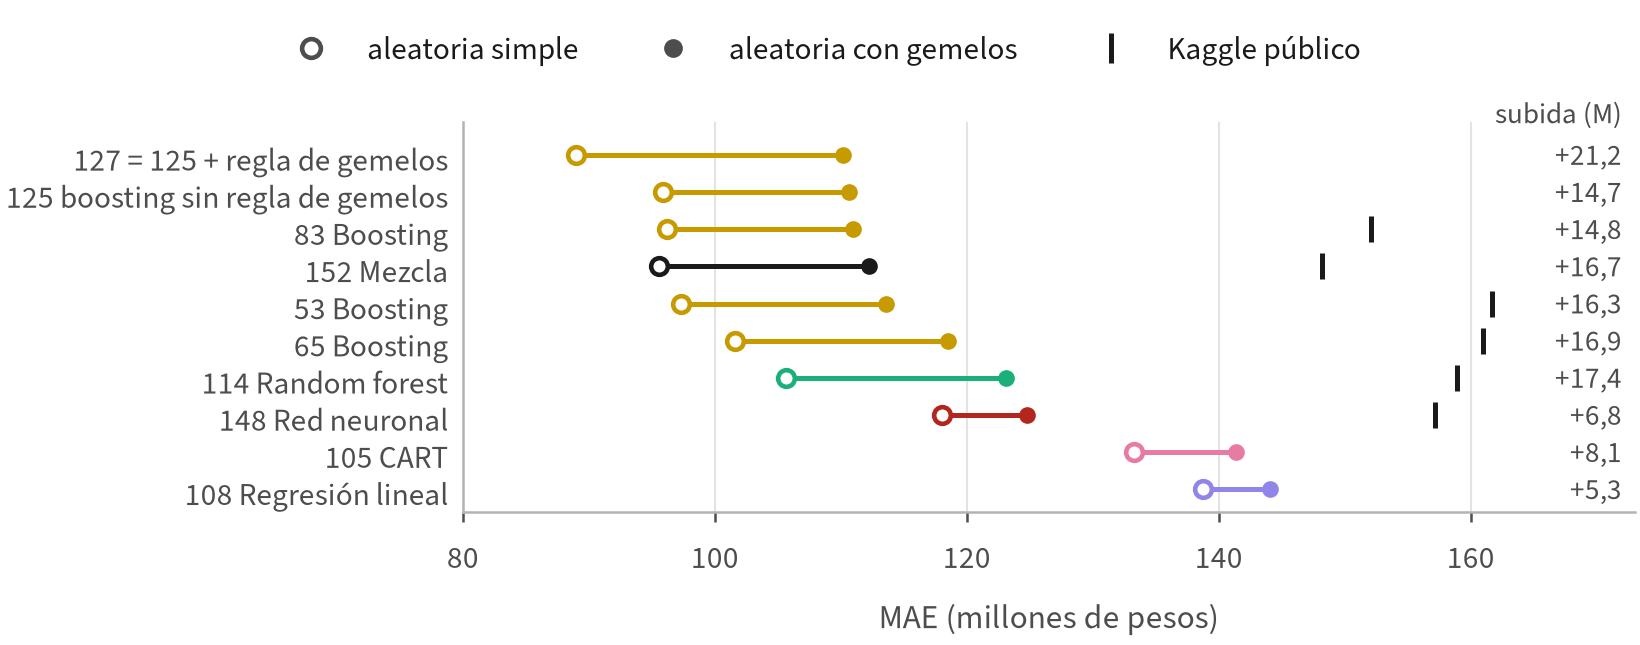 aleatoria simple aleatoria con gemelos Kaggle público
subida (M)
127 = 125 + regla de gemelos +21,2
125 boosting sin regla de gemelos +14,7
83 Boosting +14,8
152 Mezcla +16,7
53 Boosting +16,3
65 Boosting +16,9
114 Random forest +17,4
148 Red neuronal +6,8
105 CART +8,1
108 Regresión lineal +5,3
80 100 120 140 160
MAE (millones de pesos)